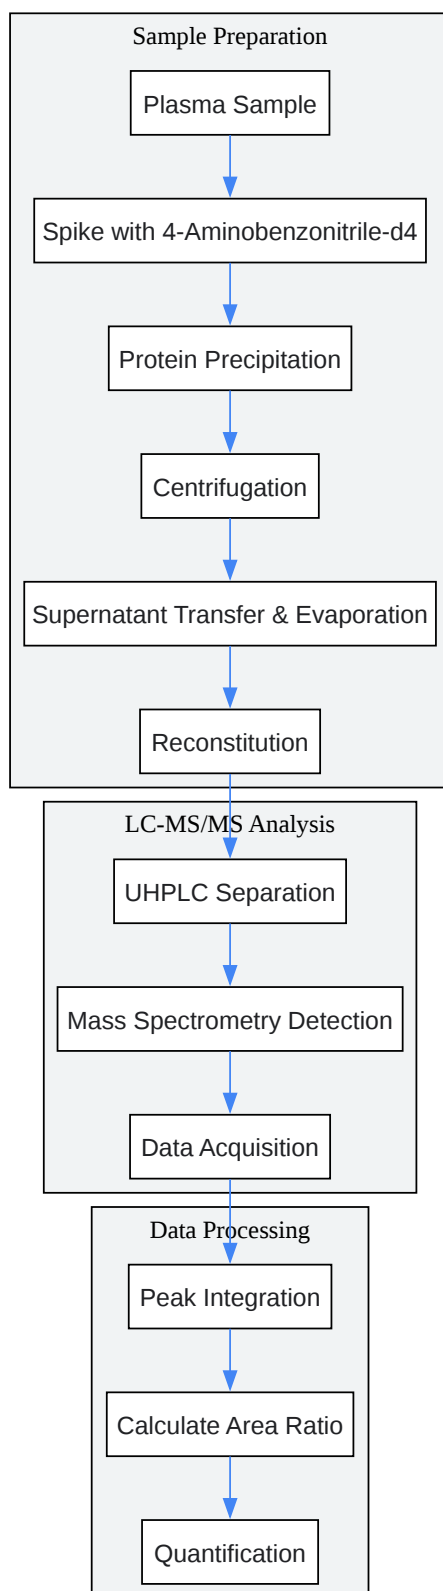 Sample Preparation
Plasma Sample
Spike with 4-Aminobenzonitrile-d4
Protein Precipitation
Centrifugation
Supernatant Transfer & Evaporation
Reconstitution
LC-MS/MS Analysis
UHPLC Separation
Mass Spectrometry Detection
Data Acquisition
Data Processing
Peak Integration
Calculate Area Ratio
Quantification